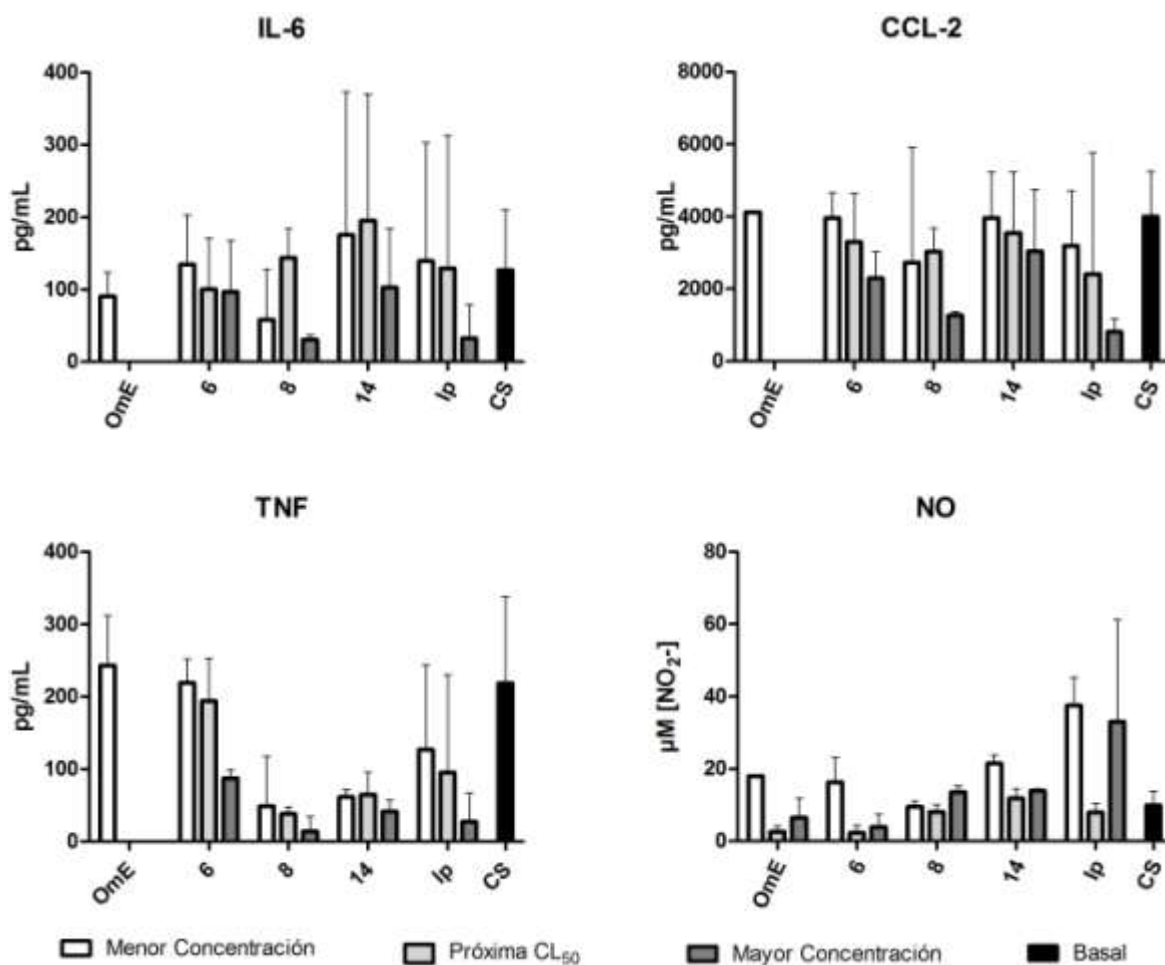 IL-6
CCL-2
pg/mL
400
300
200
100
0
OmE
6
8
14
Ip
CS
pg/mL
8000
6000
4000
2000
0
OmE
6
8
14
Ip
CS
TNF
NO
pg/mL
400
300
200
100
0
OmE
6
8
14
Ip
CS
µM [NO₂-]
80
60
40
20
0
OmE
6
8
14
Ip
CS
Menor Concentración Próxima CL₅₀ Mayor Concentración Basal